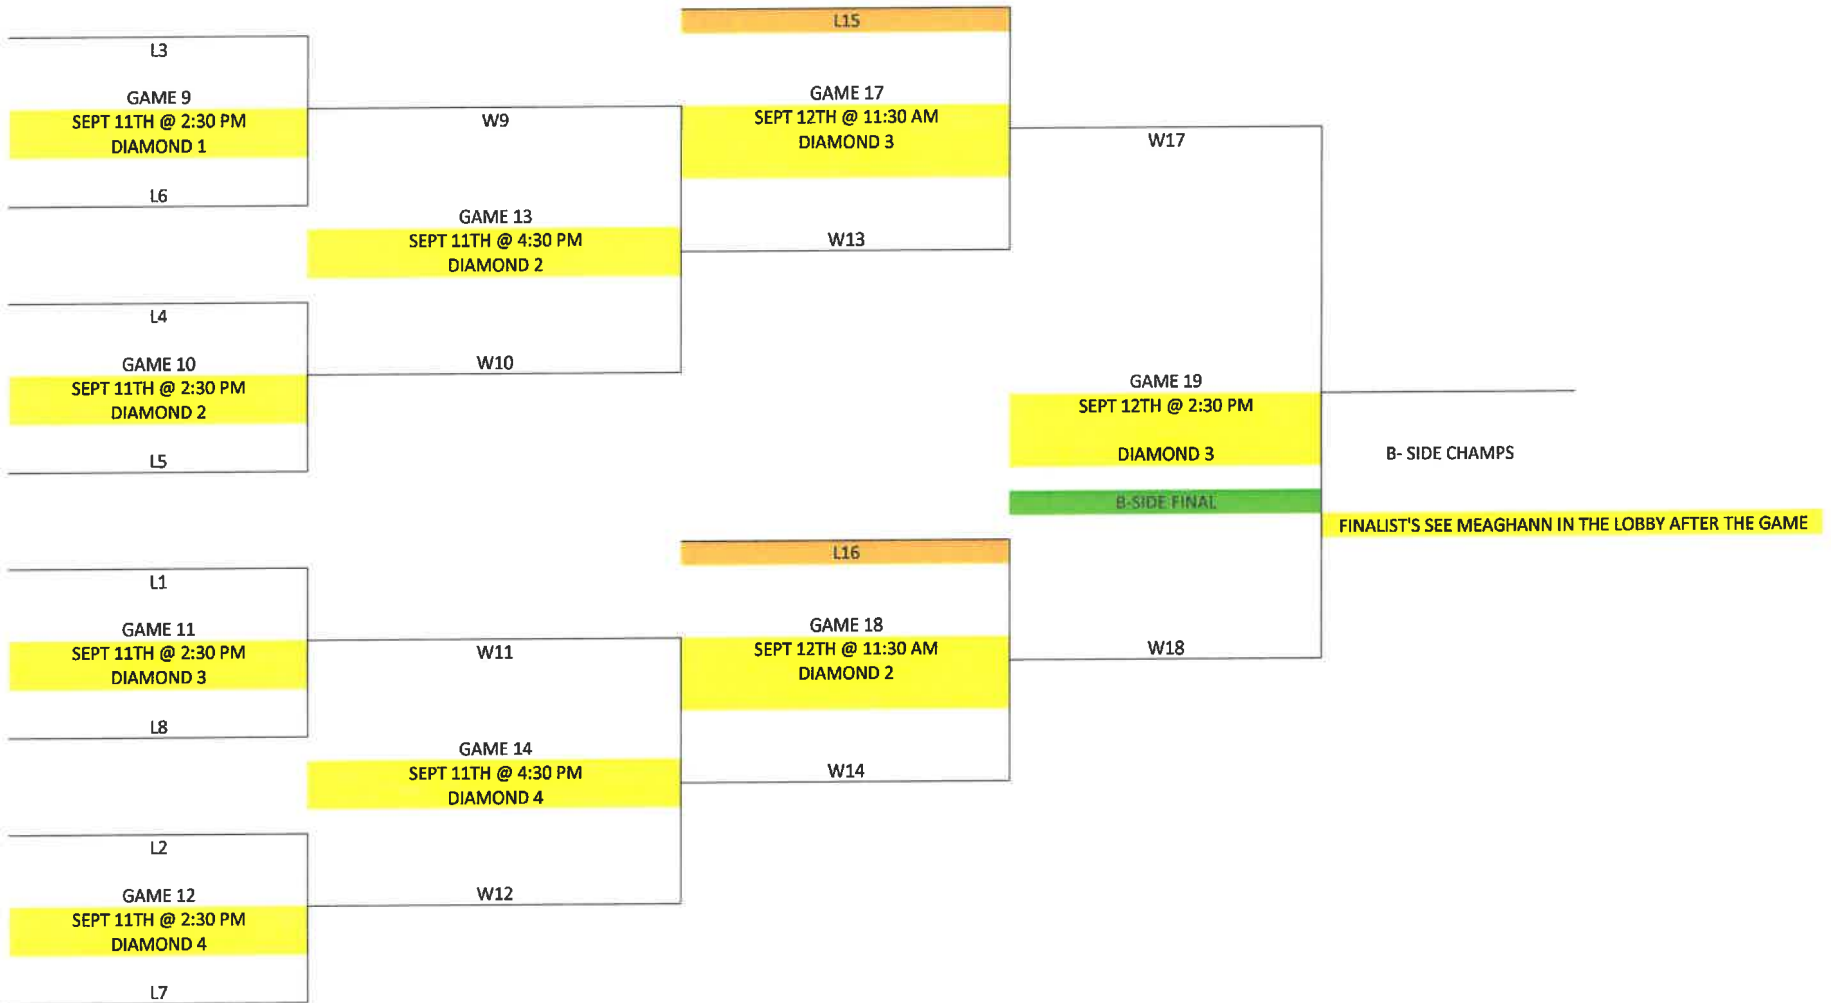 L3
GAME 9
SEPT 11TH @ 2:30 PM
DIAMOND 1
L6
L4
GAME 10
SEPT 11TH @ 2:30 PM
DIAMOND 2
L5
L1
GAME 11
SEPT 11TH @ 2:30 PM
DIAMOND 3
L8
L2
GAME 12
SEPT 11TH @ 2:30 PM
DIAMOND 4
L7
W9
GAME 13
SEPT 11TH @ 4:30 PM
DIAMOND 2
W10
W11
GAME 14
SEPT 11TH @ 4:30 PM
DIAMOND 4
W12
L15
GAME 17
SEPT 12TH @ 11:30 AM
DIAMOND 3
W13
L16
GAME 18
SEPT 12TH @ 11:30 AM
DIAMOND 2
W14
W17
GAME 19
SEPT 12TH @ 2:30 PM
DIAMOND 3
B-SIDE FINAL
W18
B- SIDE CHAMPS
FINALIST'S SEE MEAGHANN IN THE LOBBY AFTER THE GAME